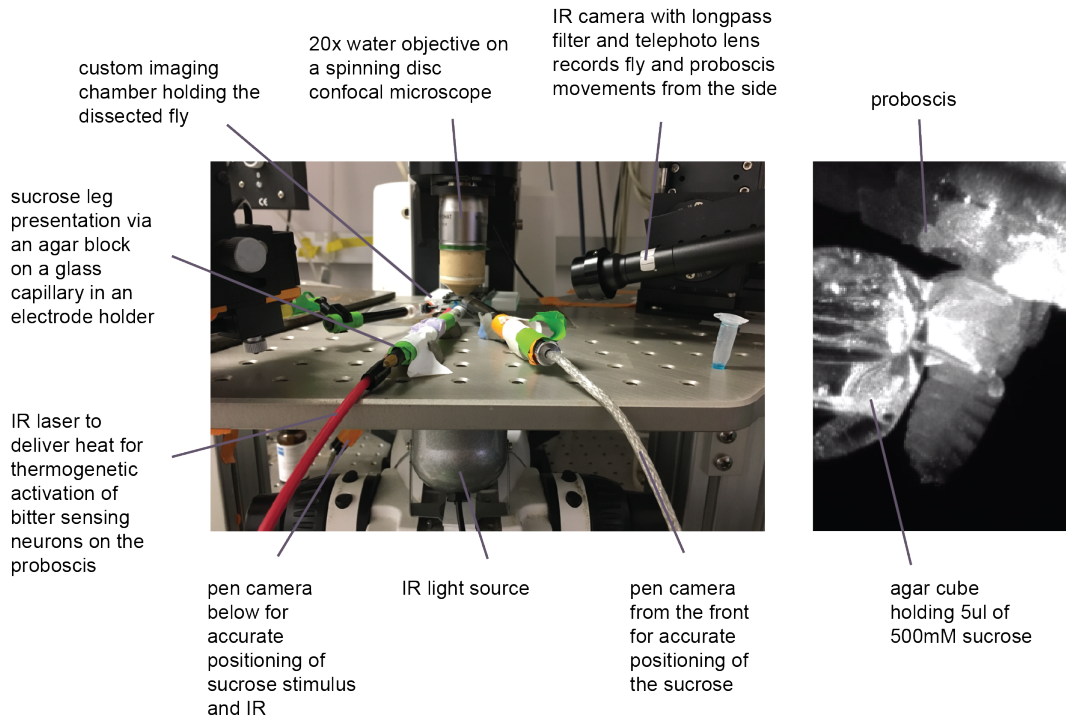 IR camera with longpass
filter and telephoto lens
records fly and proboscis
movements from the side
20x water objective on
a spinning disc
confocal microscope
custom imaging
chamber holding the
dissected fly
proboscis
sucrose leg
presentation via
an agar block
on a glass
capillary in an
electrode holder
IR laser to
deliver heat for
thermogenetic
activation of
bitter sensing
neurons on the
proboscis
pen camera
below for
accurate
positioning of
sucrose stimulus
and IR
IR light source
pen camera
from the front
for accurate
positioning of
the sucrose
agar cube
holding 5ul of
500mM sucrose